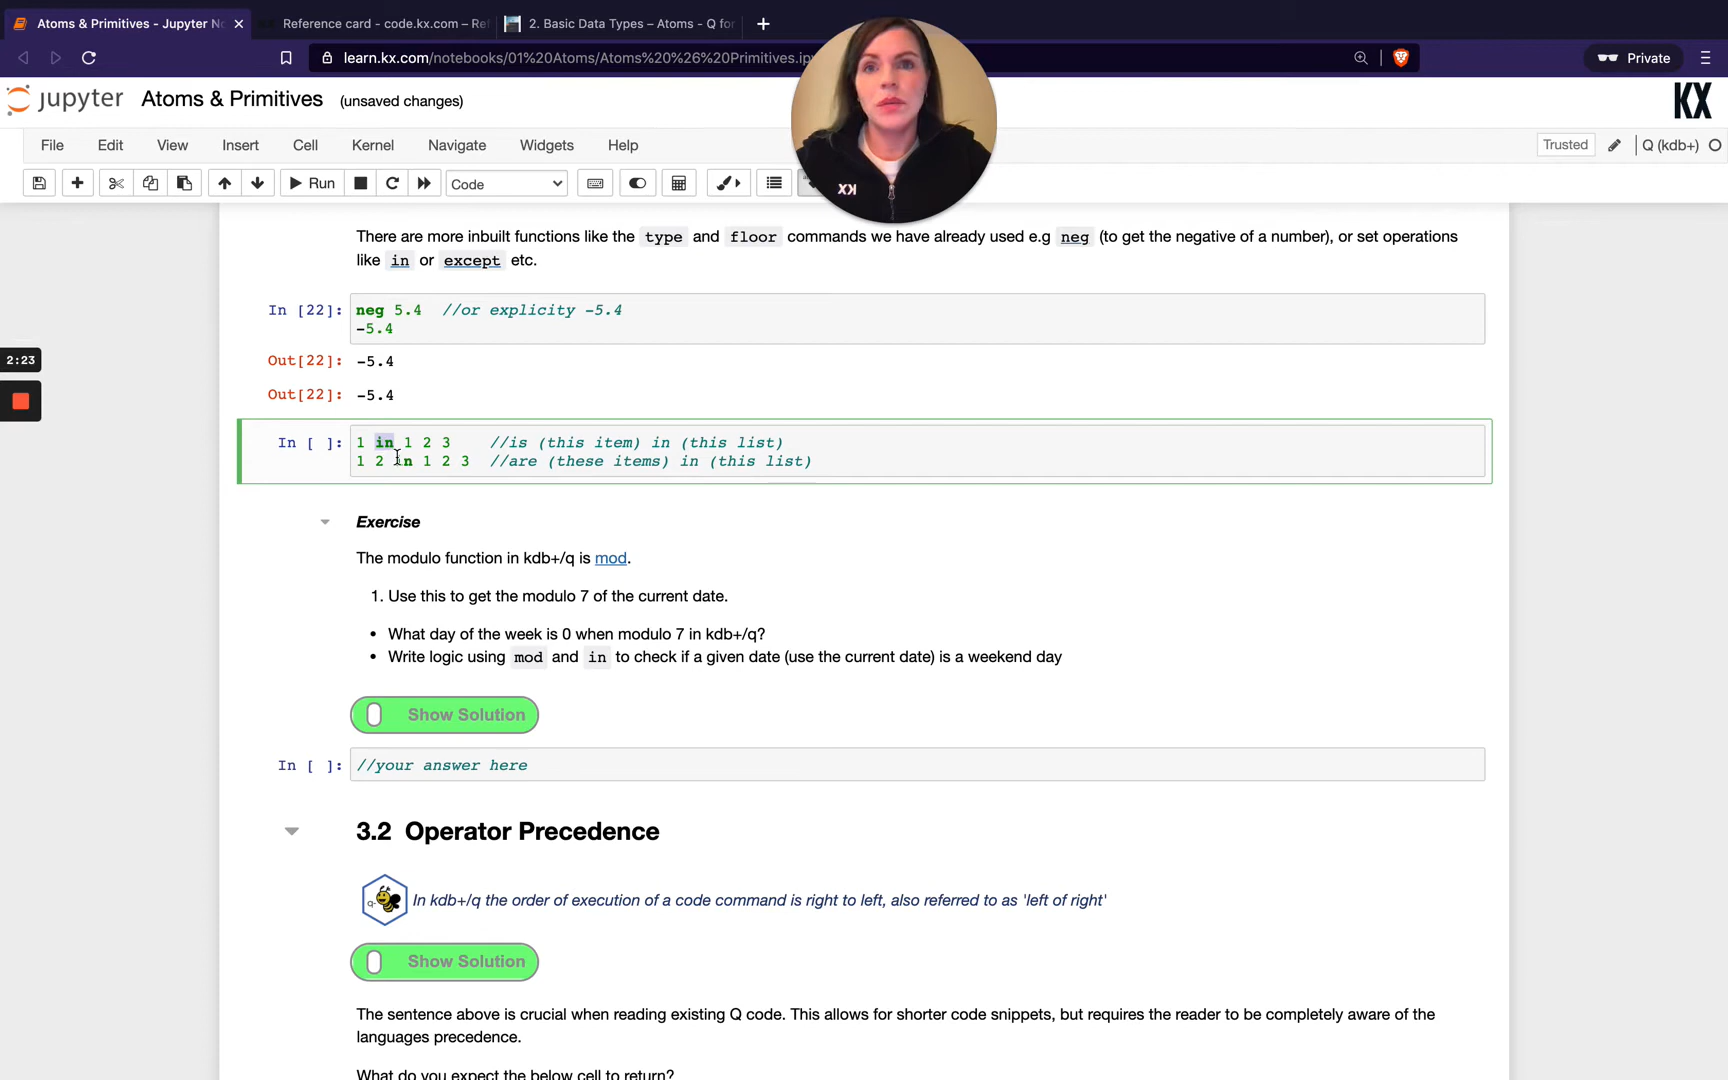 Atoms & Primitives - Jupyter N
Reference card - code.kx.com – Re
2. Basic Data Types – Atoms - Q for
learn.kx.com/notebooks/01%20Atoms/Atoms%20%26%20Primitives.ip
Private
jupyter Atoms & Primitives (unsaved changes)
KX
File Edit View Insert Cell Kernel Navigate Widgets Help
Trusted Q (kdb+)
Run Code
KX
There are more inbuilt functions like the type and floor commands we have already used e.g neg (to get the negative of a number), or set operations
like in or except etc.
In [22]: neg 5.4 //or explicity -5.4
-5.4
2:23
Out[22]: -5.4
Out[22]: -5.4
In [ ]: 1 in 1 2 3 //is (this item) in (this list)
1 2 in 1 2 3 //are (these items) in (this list)
Exercise
The modulo function in kdb+/q is mod.
1. Use this to get the modulo 7 of the current date.
• What day of the week is 0 when modulo 7 in kdb+/q?
• Write logic using mod and in to check if a given date (use the current date) is a weekend day
Show Solution
In [ ]: //your answer here
3.2 Operator Precedence
Q- In kdb+/q the order of execution of a code command is right to left, also referred to as 'left of right'
Show Solution
The sentence above is crucial when reading existing Q code. This allows for shorter code snippets, but requires the reader to be completely aware of the
languages precedence.
What do you expect the below cell to return?